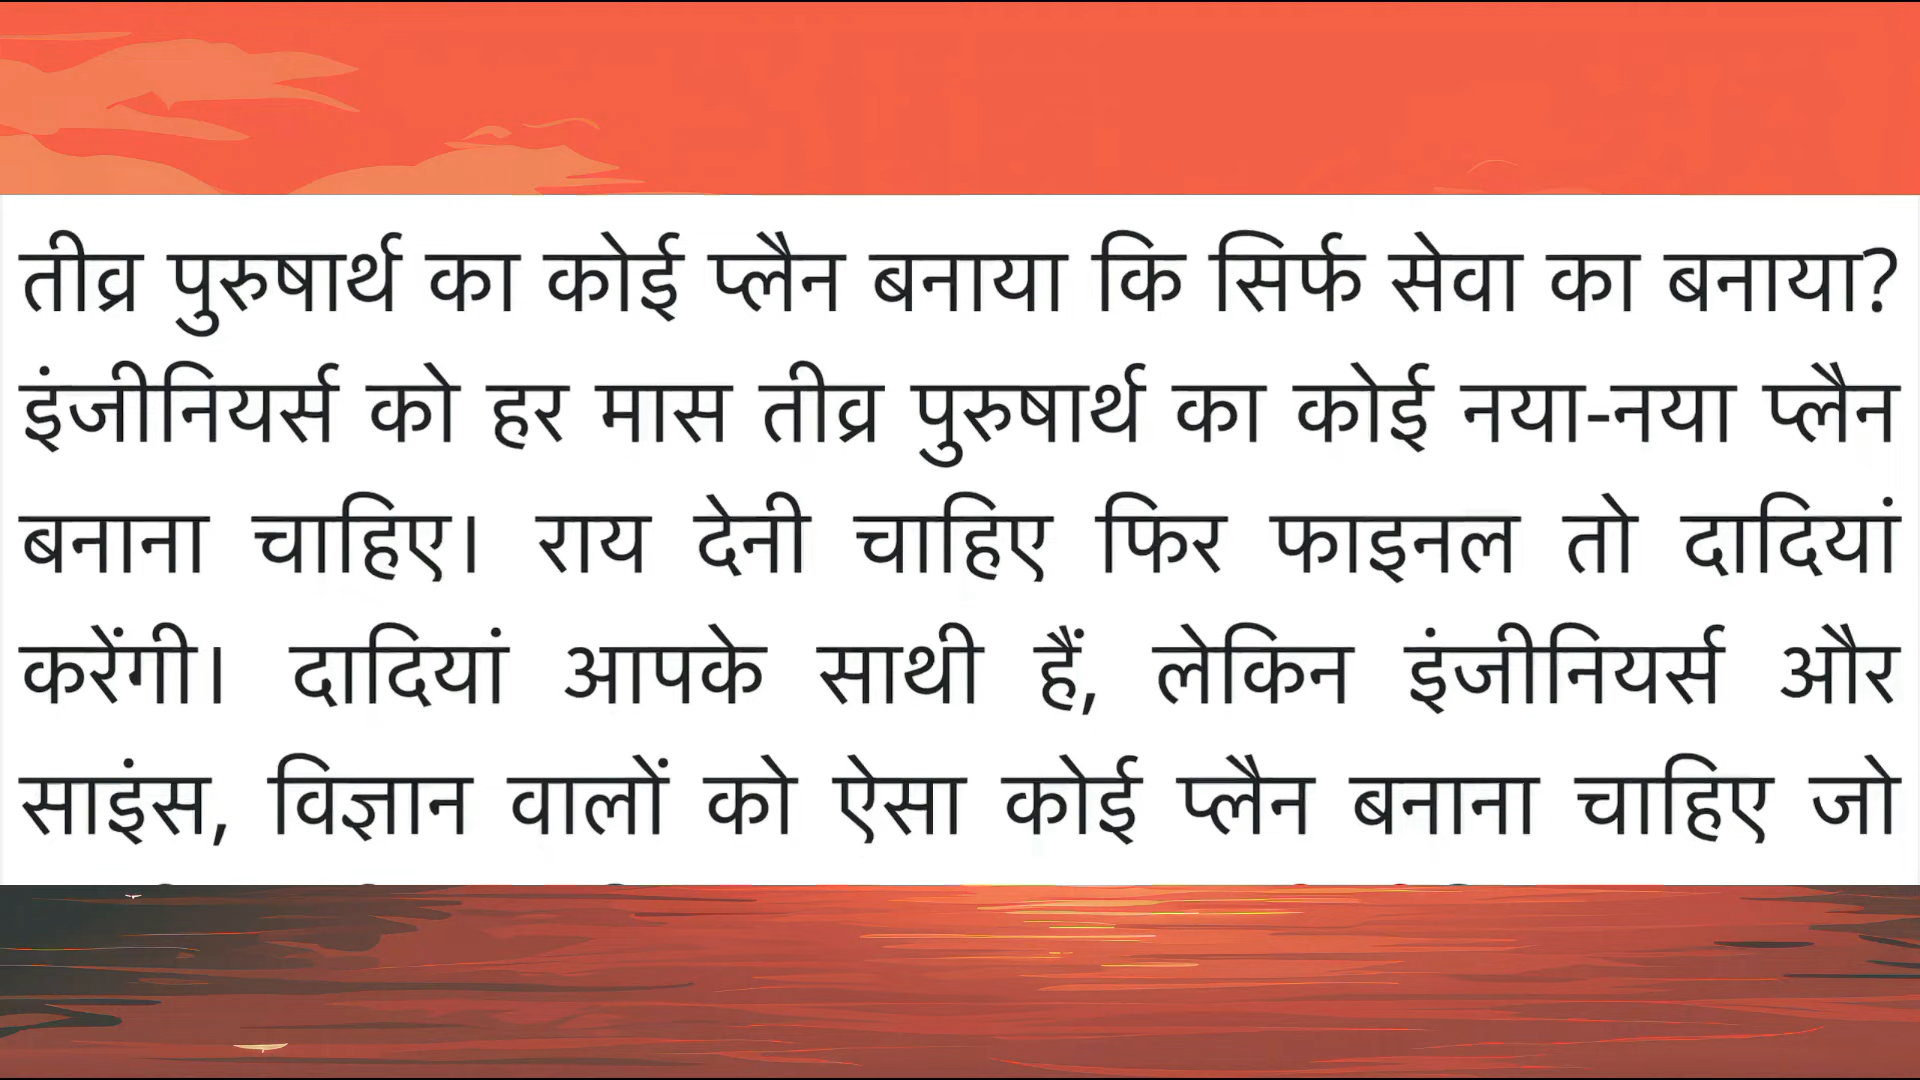 तीव्र पुरुषार्थ का कोई प्लैन बनाया कि सिर्फ सेवा का बनाया?
इंजीनियर्स को हर मास तीव्र पुरुषार्थ का कोई नया-नया प्लैन
बनाना चाहिए। राय देनी चाहिए फिर फाइनल तो दादियां
करेंगी। दादियां आपके साथी हैं, लेकिन इंजीनियर्स और
साइंस, विज्ञान वालों को ऐसा कोई प्लैन बनाना चाहिए जो